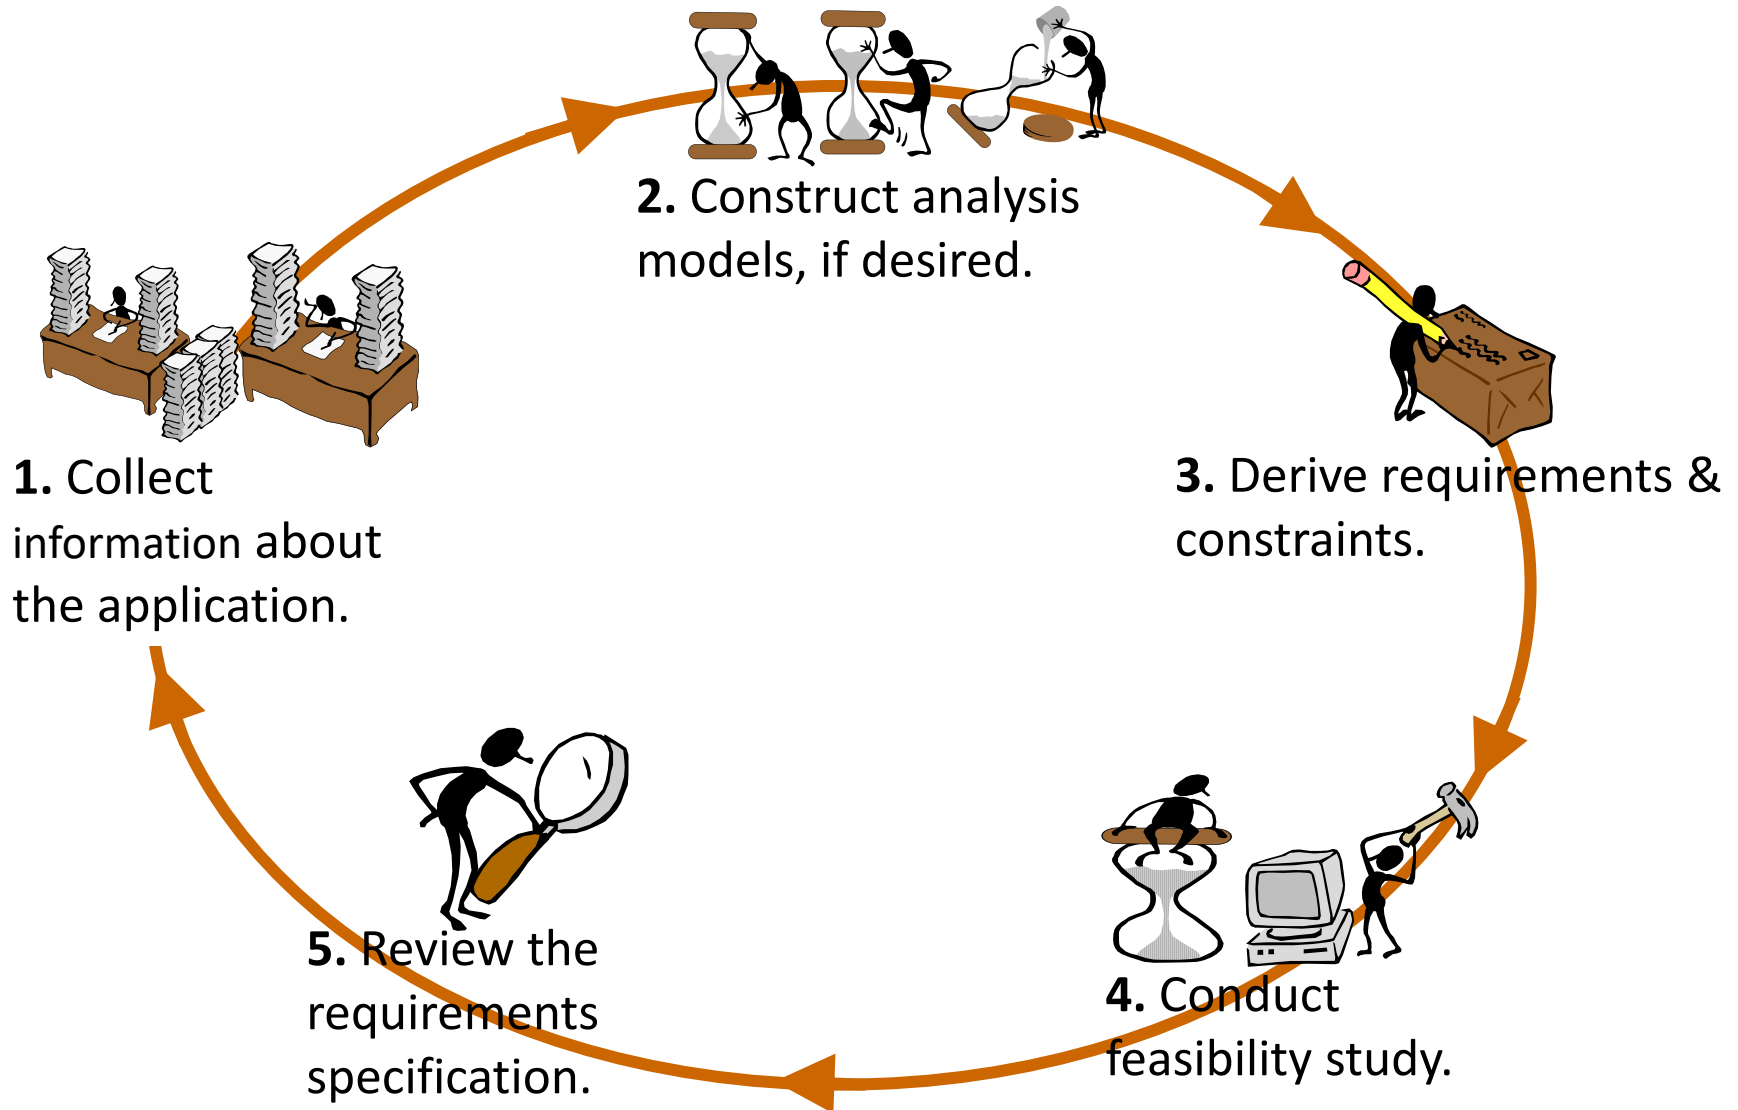 1. Collect
information about
the application.
2. Construct analysis
models, if desired.
3. Derive requirements &
constraints.
4. Conduct
feasibility study.
5. Review the
requirements
specification.